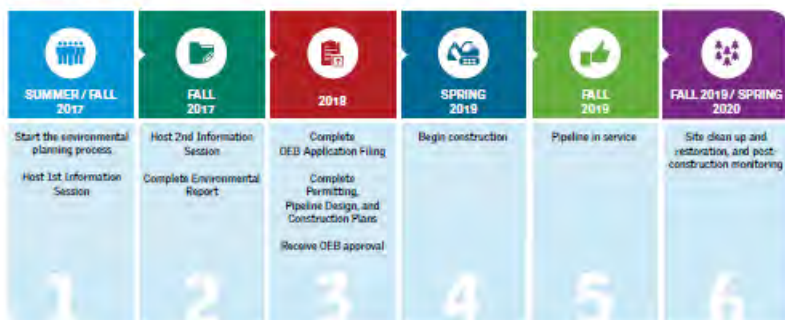 SUMMER / FALL
2017
Start the environmental
planning process
Host 1st Information
Session
1
FALL
2017
Host 2nd Information
Session
Complete Environmental
Report
2
2018
Complete
OEB Application Filing
Complete
Permitting,
Pipeline Design, and
Construction Plans
Receive OEB approval
3
SPRING
2019
Begin construction
4
FALL
2019
Pipeline in service
5
FALL 2019 / SPRING
2020
Site clean up and
restoration, and post-
construction monitoring
6